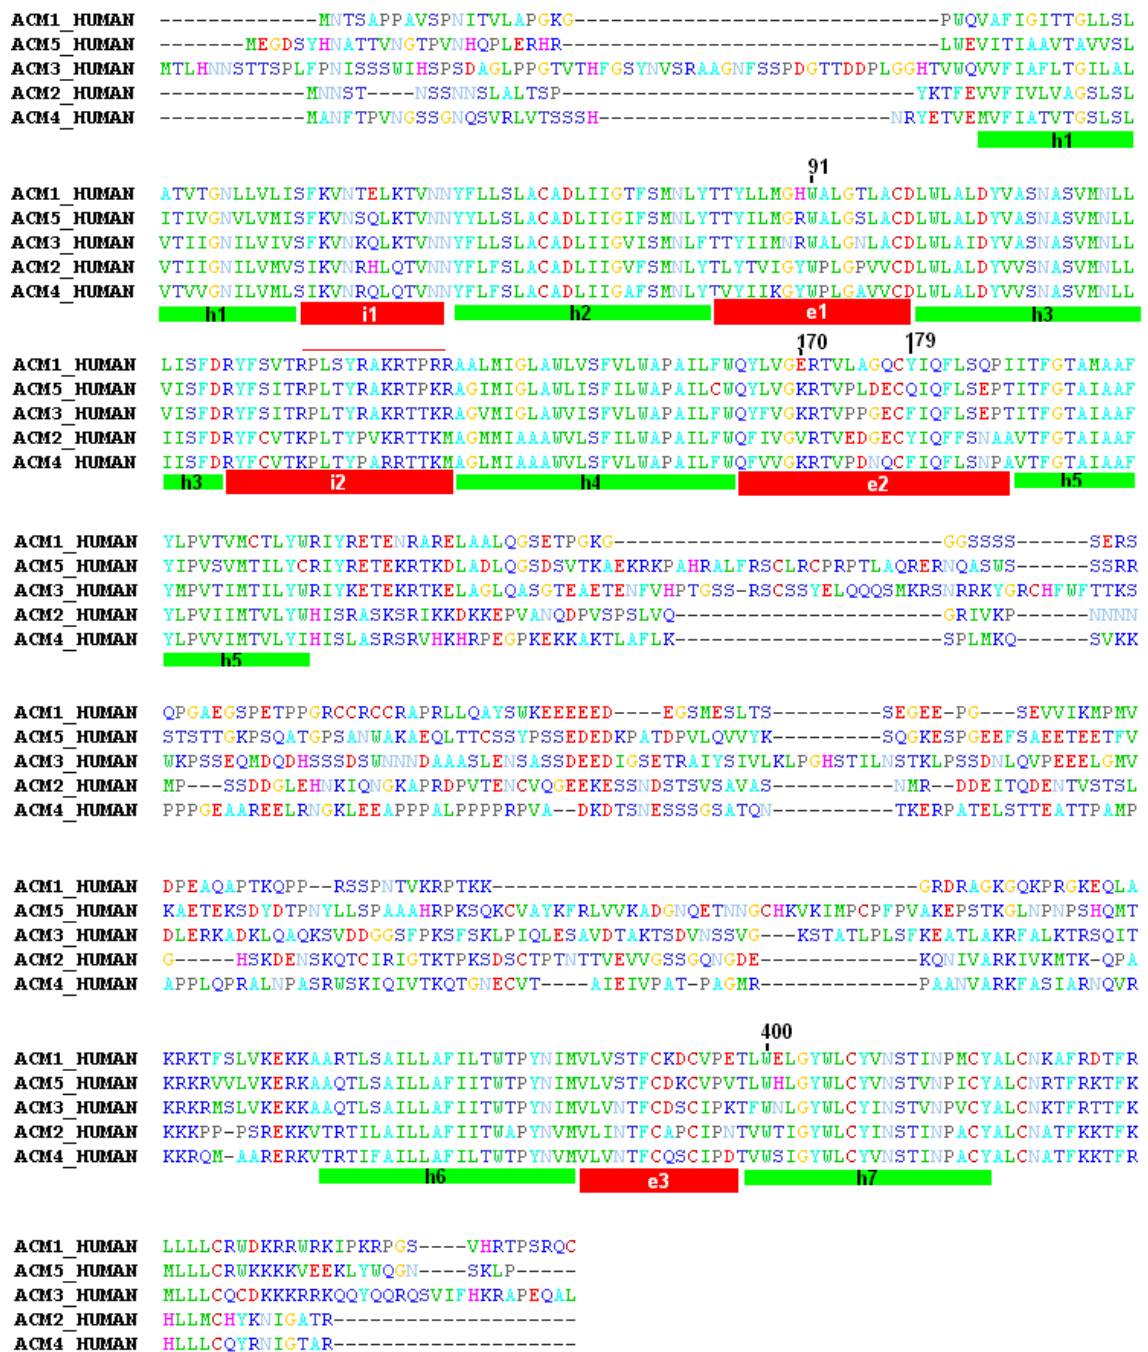 ACM1_HUMAN -------------MNTSAPPAVSPNITVLAPGKG------------------------------PWQVAFIGITTGLLSL
ACM5_HUMAN -------MEGDSYHNATTVNGTPVNHQPLERHR-------------------------------LWEVITIAAVTAVVSL
ACM3_HUMAN MTLHNNSTTSPLFPNISSSWIHSPSDAGLPPGTVTHFGSYNVSRAAGNFSSPDGTTDDPLGGHTVWQVVFIAFLTGILAL
ACM2_HUMAN ------------MNNST----NSSNNSLALTSP-----------------------------YKTFEVVFIVLVAGSLSL
ACM4_HUMAN ------------MANFTPVNGSSGNQSVRLVTSSSH------------------------NRYETVEMVFIATVTGSLSL
h1
91
ACM1_HUMAN ATVTGNLLVLISFKVNTELKTVNNYFLLSLACADLIIGTFSMNLYTTYLLMGHWALGTLACDLWLALDYVASNASVMNLL
ACM5_HUMAN ITIVGNVLVMISFKVNSQLKTVNNYYLLSLACADLIIGIFSMNLYTTYILMGRWALGSLACDLWLALDYVASNASVMNLL
ACM3_HUMAN VTIIGNILVIVSFKVNKQLKTVNNYFLLSLACADLIIGVISMNLFTTYIIMNRWALGNLACDLWLAIDYVASNASVMNLL
ACM2_HUMAN VTIIGNILVMVSIKVNRHLQTVNNYFLFSLACADLIIGVFSMNLYTLYTVIGYWPLGPVVCDLWLALDYVVSNASVMNLL
ACM4_HUMAN VTVVGNILVMLSIKVNRQLQTVNNYFLFSLACADLIIGAFSMNLYTVYIIKGYWPLGAVVCDLWLALDYVVSNASVMNLL
h1 i1 h2 e1 h3
170 179
ACM1_HUMAN LISFDRYFSVTRPLSYRAKRTPRRAALMIGLAWLVSFVLWAPAILFWQYLVGERTVLAGQCYIQFLSQPIITFGTAMAAF
ACM5_HUMAN VISFDRYFSITRPLTYRAKRTPKRAGIMIGLAWLISFILWAPAILCWQYLVGKRTVPLDECQIQFLSEPTITFGTAIAAF
ACM3_HUMAN VISFDRYFSITRPLTYRAKRTTKRAGVMIGLAWVISFVLWAPAILFWQYFVGKRTVPPGECFIQFLSEPTITFGTAIAAF
ACM2_HUMAN IISFDRYFCVTKPLTYPVKRTTKMAGMMIAAAWVLSFILWAPAILFWQFIVGVRTVEDGECYIQFFSNAAVTFGTAIAAF
ACM4_HUMAN IISFDRYFCVTKPLTYPARRTTKMAGLMIAAAWVLSFVLWAPAILFWQFVVGKRTVPDNQCFIQFLSNPAVTFGTAIAAF
h3 i2 h4 e2 h5
ACM1_HUMAN YLPVTVMCTLYWRIYRETENRARELAALQGSETPGKG---------------------------GGSSSS------SERS
ACM5_HUMAN YIPVSVMTILYCRIYRETEKRTKDLADLQGSDSVTKAEKRKPAHRALFRSCLRCPRPTLAQRERNQASWS------SSRR
ACM3_HUMAN YMPVTIMTILYWRIYKETEKRTKELAGLQASGTEAETENFVHPTGSS-RSCSSYELQQQSMKRSNRRKYGRCHFWFTTKS
ACM2_HUMAN YLPVIIMTVLYWHISRASKSRIKKDKKEPVANQDPVSPSLVQ----------------------GRIVKP------NNNN
ACM4_HUMAN YLPVVIMTVLYIHISLASRSRVHKHRPEGPKEKKAKTLAFLK----------------------SPLMKQ------SVKK
h5
ACM1_HUMAN QPGAEGSPETPPGRCCRCCRAPRLLQAYSWKEEEEED----EGSMESLTS---------SEGEE-PG---SEVVIKMPMV
ACM5_HUMAN STSTTGKPSQATGPSANWAKAEQLTTCSSYPSSEDEDKPATDPVLQVVYK---------SQGKESPGEEFSAEETEETFV
ACM3_HUMAN WKPSSEQMDQDHSSSDSWNNNDAAASLENSASSDEEDIGSETRAIYSIVLKLPGHSTILNSTKLPSSDNLQVPEEELGMV
ACM2_HUMAN MP---SSDDGLEHNKIQNGKAPRDPVTENCVQGEEKESSNDSTSVSAVAS----------NMR--DDEITQDENTVSTSL
ACM4_HUMAN PPPGEAAREELRNGKLEEAPPPALPPPPRPVA--DKDTSNESSSGSATQN----------TKERPATELSTTEATTPAMP
ACM1_HUMAN DPEAQAPTKQPP--RSSPNTVKRPTKK-----------------------------------GRDRAGKGQKPRGKEQLA
ACM5_HUMAN KAETEKSDYDTPNYLLSPAAAHRPKSQKCVAYKFRLVVKADGNQETNNGCHKVKIMPCPFPVAKEPSTKGLNPNPSHQMT
ACM3_HUMAN DLERKADKLQAQKSVDDGGSFPKSFSKLPIQLESAVDTAKTSDVNSSVG---KSTATLPLSFKEATLAKRFALKTRSQIT
ACM2_HUMAN G-----HSKDENSKQTCIRIGTKTPKSDSCTPTNTTVEVVGSSGQNGDE-------------KQNIVARKIVKMTK-QPA
ACM4_HUMAN APPLQPRALNPASRWSKIQIVTKQTGNECVT----AIEIVPAT-PAGMR-------------PAANVARKFASIARNQVR
400
ACM1_HUMAN KRKTFSLVKEKKAARTLSAILLAFILTWTPYNIMVLVSTFCKDCVPETLWELGYWLCYVNSTINPMCYALCNKAFRDTFR
ACM5_HUMAN KRKRVVLVKERKAAQTLSAILLAFIITWTPYNIMVLVSTFCDKCVPVTLWHLGYWLCYVNSTVNPICYALCNRTFRKTFK
ACM3_HUMAN KRKRMSLVKEKKAAQTLSAILLAFIITWTPYNIMVLVNTFCDSCIPKTFWNLGYWLCYINSTVNPVCYALCNKTFRTTFK
ACM2_HUMAN KKKPP-PSREKKVTRTILAILLAFIITWAPYNVMVLINTFCAPCIPNTVWTIGYWLCYINSTINPACYALCNATFKKTFK
ACM4_HUMAN KKRQM-AARERKVTRTIFAILLAFILTWTPYNVMVLVNTFCQSCIPDTVWSIGYWLCYVNSTINPACYALCNATFKKTFR
h6 e3 h7
ACM1_HUMAN LLLLCRWDKRRWRKIPKRPGS----VHRTPSRQC
ACM5_HUMAN MLLLCRWKKKKVEEKLYWQGN----SKLP-----
ACM3_HUMAN MLLLCQCDKKKRRKQQYQQRQSVIFHKRAPEQAL
ACM2_HUMAN HLLMCHYKNIGATR--------------------
ACM4_HUMAN HLLLCQYRNIGTAR--------------------